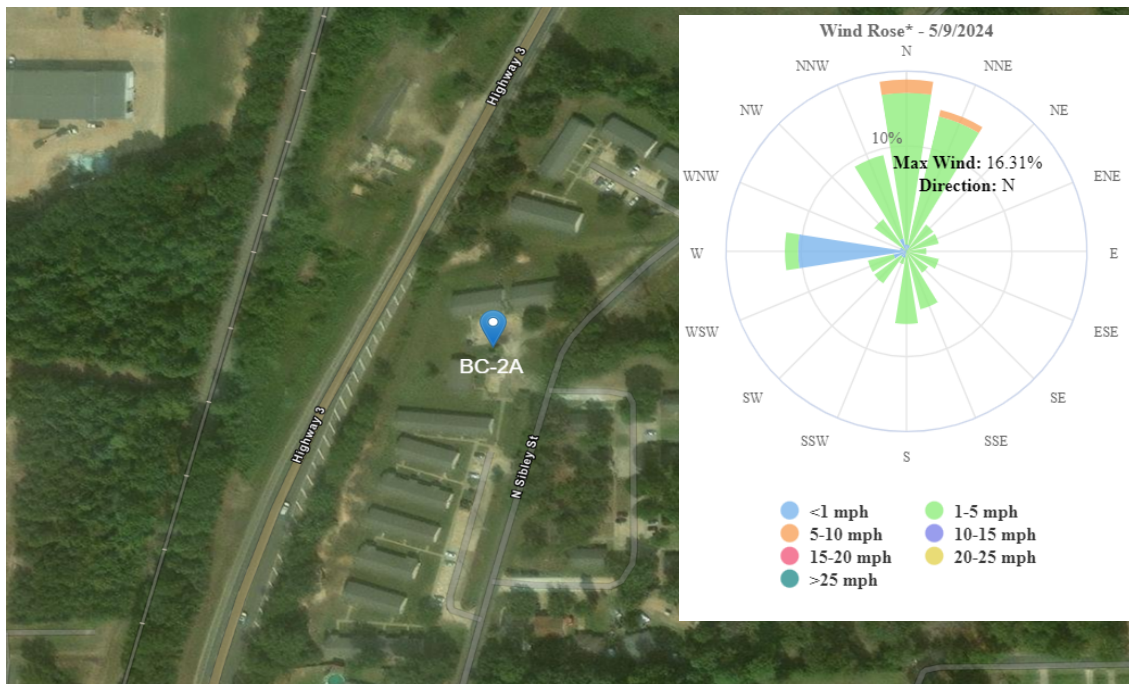 Highway 3
Highway 3
N Sibley St
BC-2A
Wind Rose* - 5/9/2024
N
NNW
NNE
NW
NE
10%
Max Wind: 16.31%
Direction: N
WNW
ENE
W
E
WSW
ESE
SW
SE
SSW
SSE
S
<1 mph
1-5 mph
5-10 mph
10-15 mph
15-20 mph
20-25 mph
>25 mph